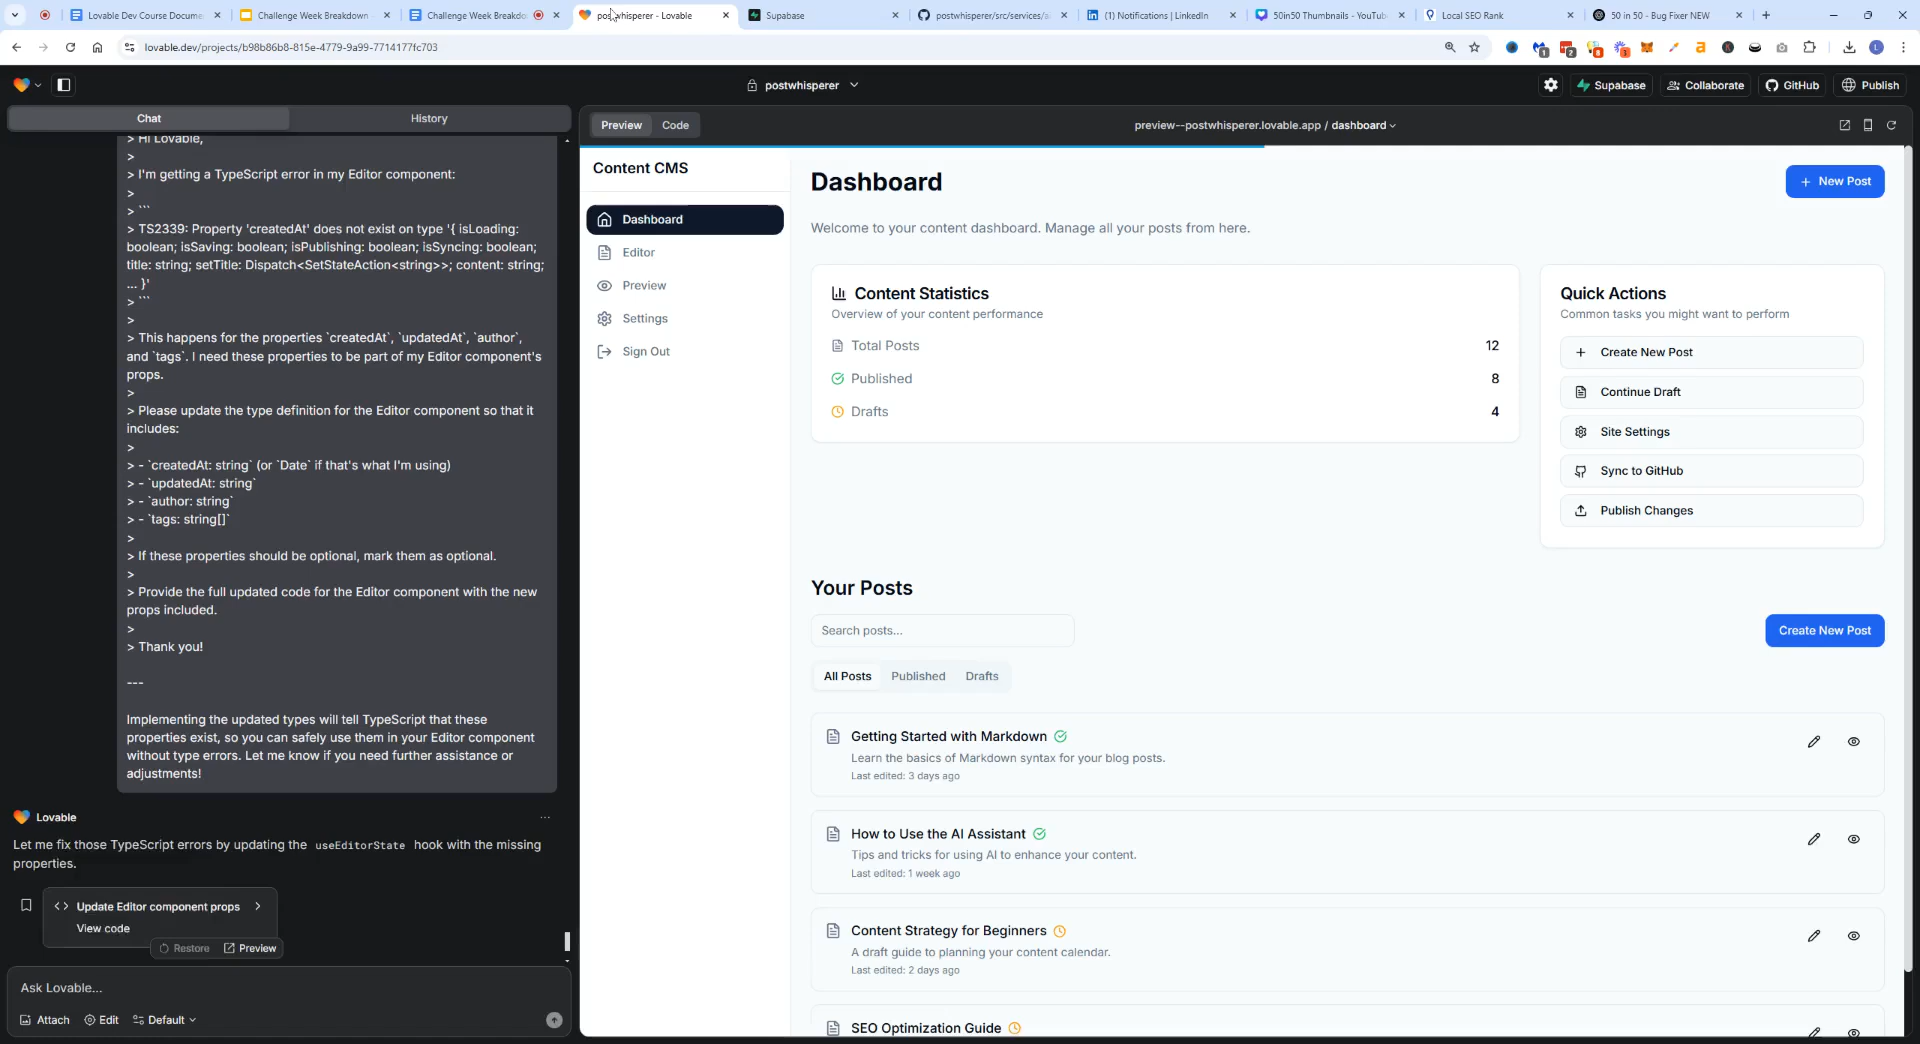 Lovable Dev Course Docume
Challenge Week Breakdown
Challenge Week Breakdo
postwhisperer - Lovable
Supabase
postwhisperer/src/services/a
(1) Notifications | LinkedIn
50in50 Thumbnails - YouTub
Local SEO Rank
50 in 50 - Bug Fixer NEW
lovable.dev/projects/b98b86b8-815e-4779-9a99-7714177fc703
postwhisperer
Supabase
Collaborate
GitHub
Publish
Chat
History
Preview
Code
preview--postwhisperer.lovable.app / dashboard
> Hi Lovable,
>
> I'm getting a TypeScript error in my Editor component:
>
> ```
> TS2339: Property 'createdAt' does not exist on type '{ isLoading:
boolean; isSaving: boolean; isPublishing: boolean; isSyncing: boolean;
title: string; setTitle: Dispatch<SetStateAction<string>>; content: string;
... }'
> ```
>
> This happens for the properties `createdAt`, `updatedAt`, `author`,
and `tags`. I need these properties to be part of my Editor component's
props.
>
> Please update the type definition for the Editor component so that it
includes:
>
> - `createdAt: string` (or `Date` if that's what I'm using)
> - `updatedAt: string`
> - `author: string`
> - `tags: string[]`
>
> If these properties should be optional, mark them as optional.
>
> Provide the full updated code for the Editor component with the new
props included.
>
> Thank you!
---
Implementing the updated types will tell TypeScript that these
properties exist, so you can safely use them in your Editor component
without type errors. Let me know if you need further assistance or
adjustments!
Lovable
Let me fix those TypeScript errors by updating the useEditorState hook with the missing
properties.
Update Editor component props
View code
Restore
Preview
Ask Lovable...
Attach
Edit
Default
Content CMS
Dashboard
Editor
Preview
Settings
Sign Out
Dashboard
New Post
Welcome to your content dashboard. Manage all your posts from here.
Content Statistics
Overview of your content performance
Total Posts 12
Published 8
Drafts 4
Quick Actions
Common tasks you might want to perform
Create New Post
Continue Draft
Site Settings
Sync to GitHub
Publish Changes
Your Posts
Search posts...
Create New Post
All Posts
Published
Drafts
Getting Started with Markdown
Learn the basics of Markdown syntax for your blog posts.
Last edited: 3 days ago
How to Use the AI Assistant
Tips and tricks for using AI to enhance your content.
Last edited: 1 week ago
Content Strategy for Beginners
A draft guide to planning your content calendar.
Last edited: 2 days ago
SEO Optimization Guide